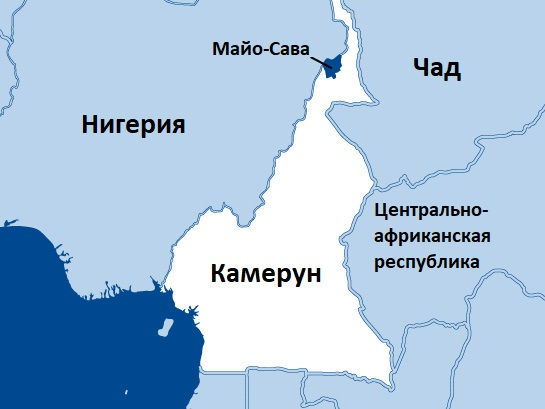 Майо-Сава
Чад
Нигерия
Центрально-
африканская
республика
Камерун